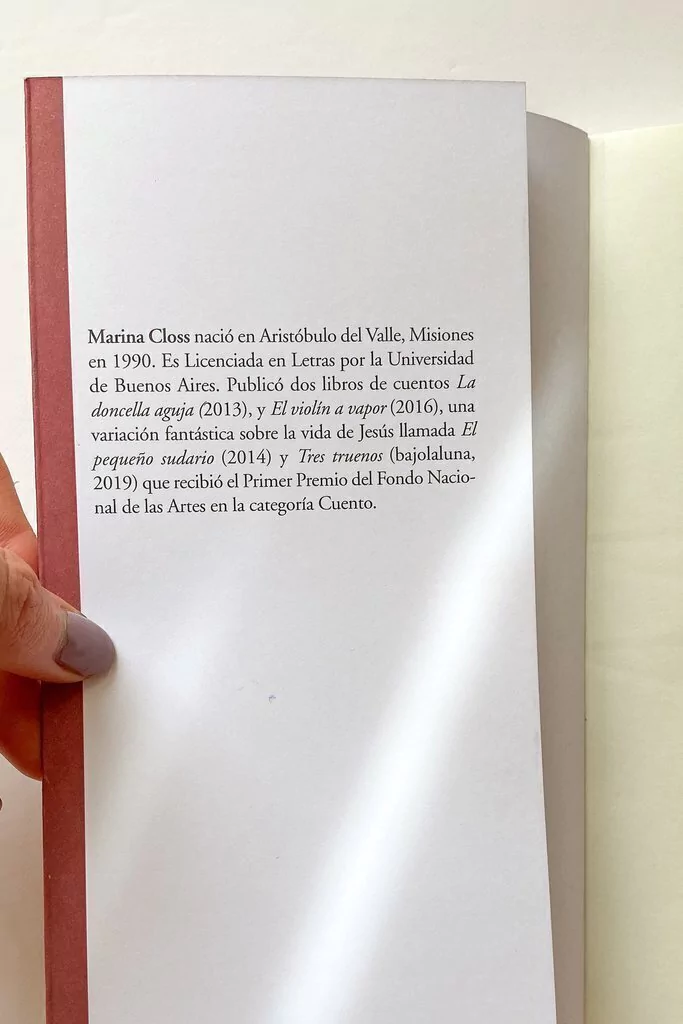 Marina Closs nació en Aristóbulo del Valle, Misiones
en 1990. Es Licenciada en Letras por la Universidad
de Buenos Aires. Publicó dos libros de cuentos La
doncella aguja (2013), y El violín a vapor (2016), una
variación fantástica sobre la vida de Jesús llamada El
pequeño sudario (2014) y Tres truenos (bajolaluna,
2019) que recibió el Primer Premio del Fondo Nacio-
nal de las Artes en la categoría Cuento.